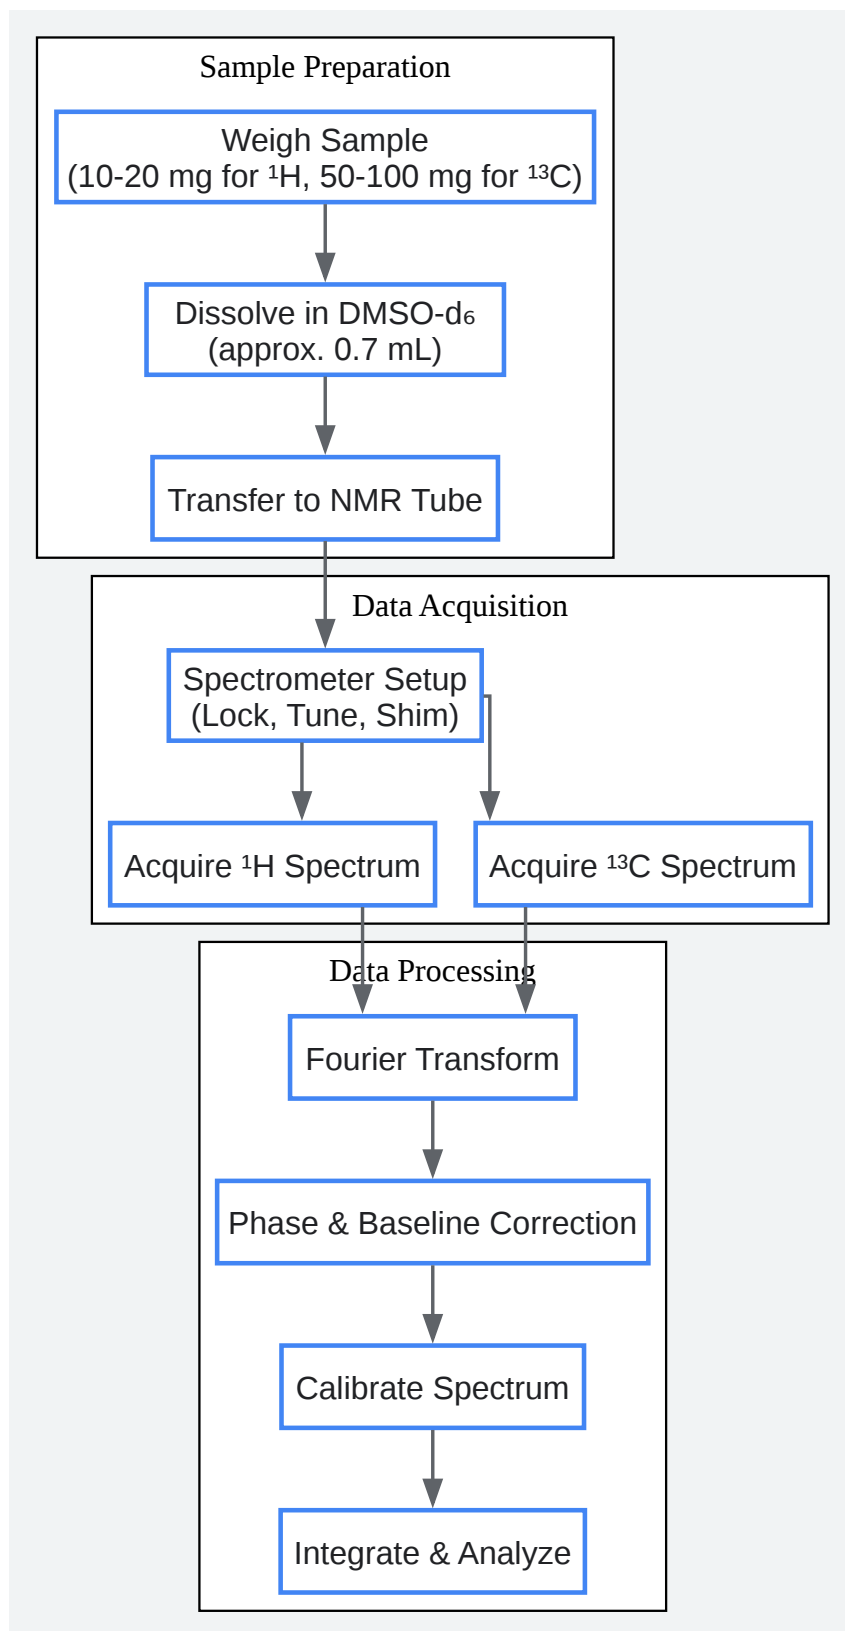 Sample Preparation
Weigh Sample
(10-20 mg for ¹H, 50-100 mg for ¹³C)
Dissolve in DMSO-d₆
(approx. 0.7 mL)
Transfer to NMR Tube
Data Acquisition
Spectrometer Setup
(Lock, Tune, Shim)
Acquire ¹H Spectrum
Acquire ¹³C Spectrum
Data Processing
Fourier Transform
Phase & Baseline Correction
Calibrate Spectrum
Integrate & Analyze